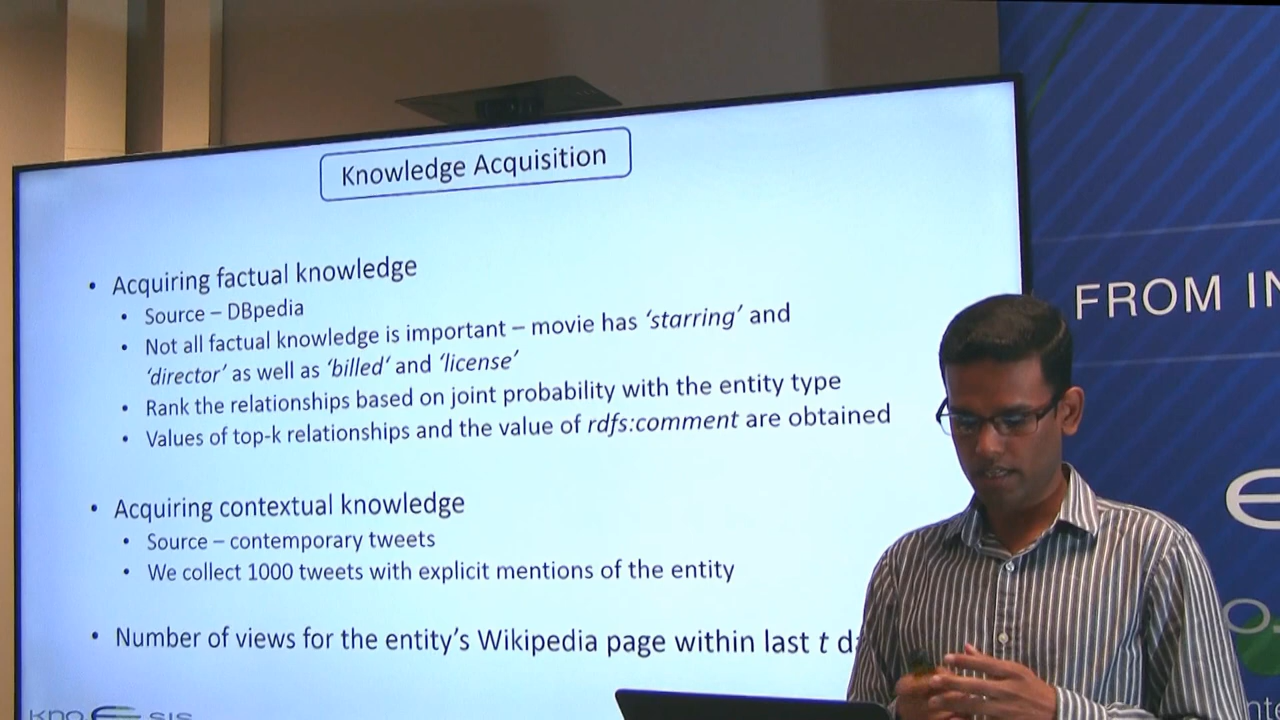 Knowledge Acquisition
• Acquiring factual knowledge
• Source – DBpedia
• Not all factual knowledge is important – movie has ‘starring’ and
‘director’ as well as ‘billed‘ and ‘license’
• Rank the relationships based on joint probability with the entity type
• Values of top-k relationships and the value of rdfs:comment are obtained
• Acquiring contextual knowledge
• Source – contemporary tweets
• We collect 1000 tweets with explicit mentions of the entity
• Number of views for the entity’s Wikipedia page within last t d
FROM IN